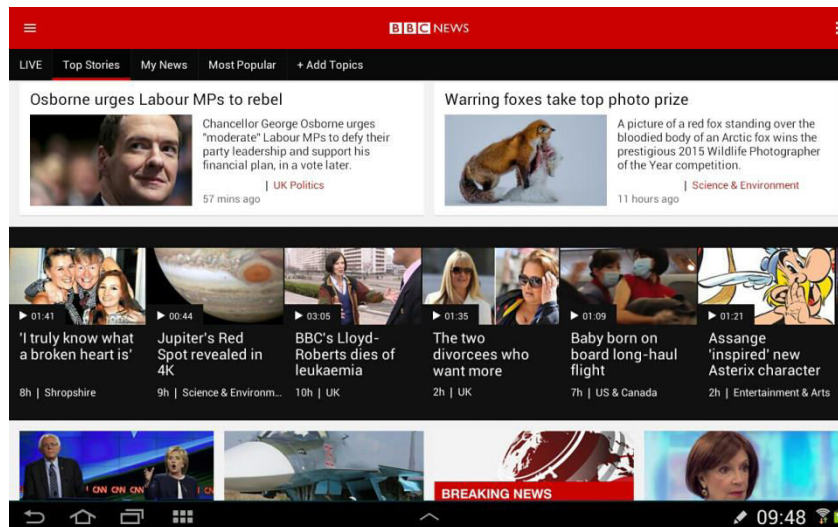 BBC NEWS
LIVE Top Stories My News Most Popular + Add Topics
Osborne urges Labour MPs to rebel
Chancellor George Osborne urges
"moderate" Labour MPs to defy their
party leadership and support his
financial plan, in a vote later.
| UK Politics
57 mins ago
Warring foxes take top photo prize
A picture of a red fox standing over the
bloodied body of an Arctic fox wins the
prestigious 2015 Wildlife Photographer
of the Year competition.
| Science & Environment
11 hours ago
01:41
'I truly know what
a broken heart is'
8h | Shropshire
00:44
Jupiter's Red
Spot revealed in
4K
9h | Science & Environm...
03:05
BBC's Lloyd-
Roberts dies of
leukaemia
10h | UK
01:35
The two
divorcees who
want more
2h | UK
01:09
Baby born on
board long-haul
flight
7h | US & Canada
01:21
Assange
'inspired' new
Asterix character
2h | Entertainment & Arts
CNN CNN CNN
BREAKING NEWS
09:48